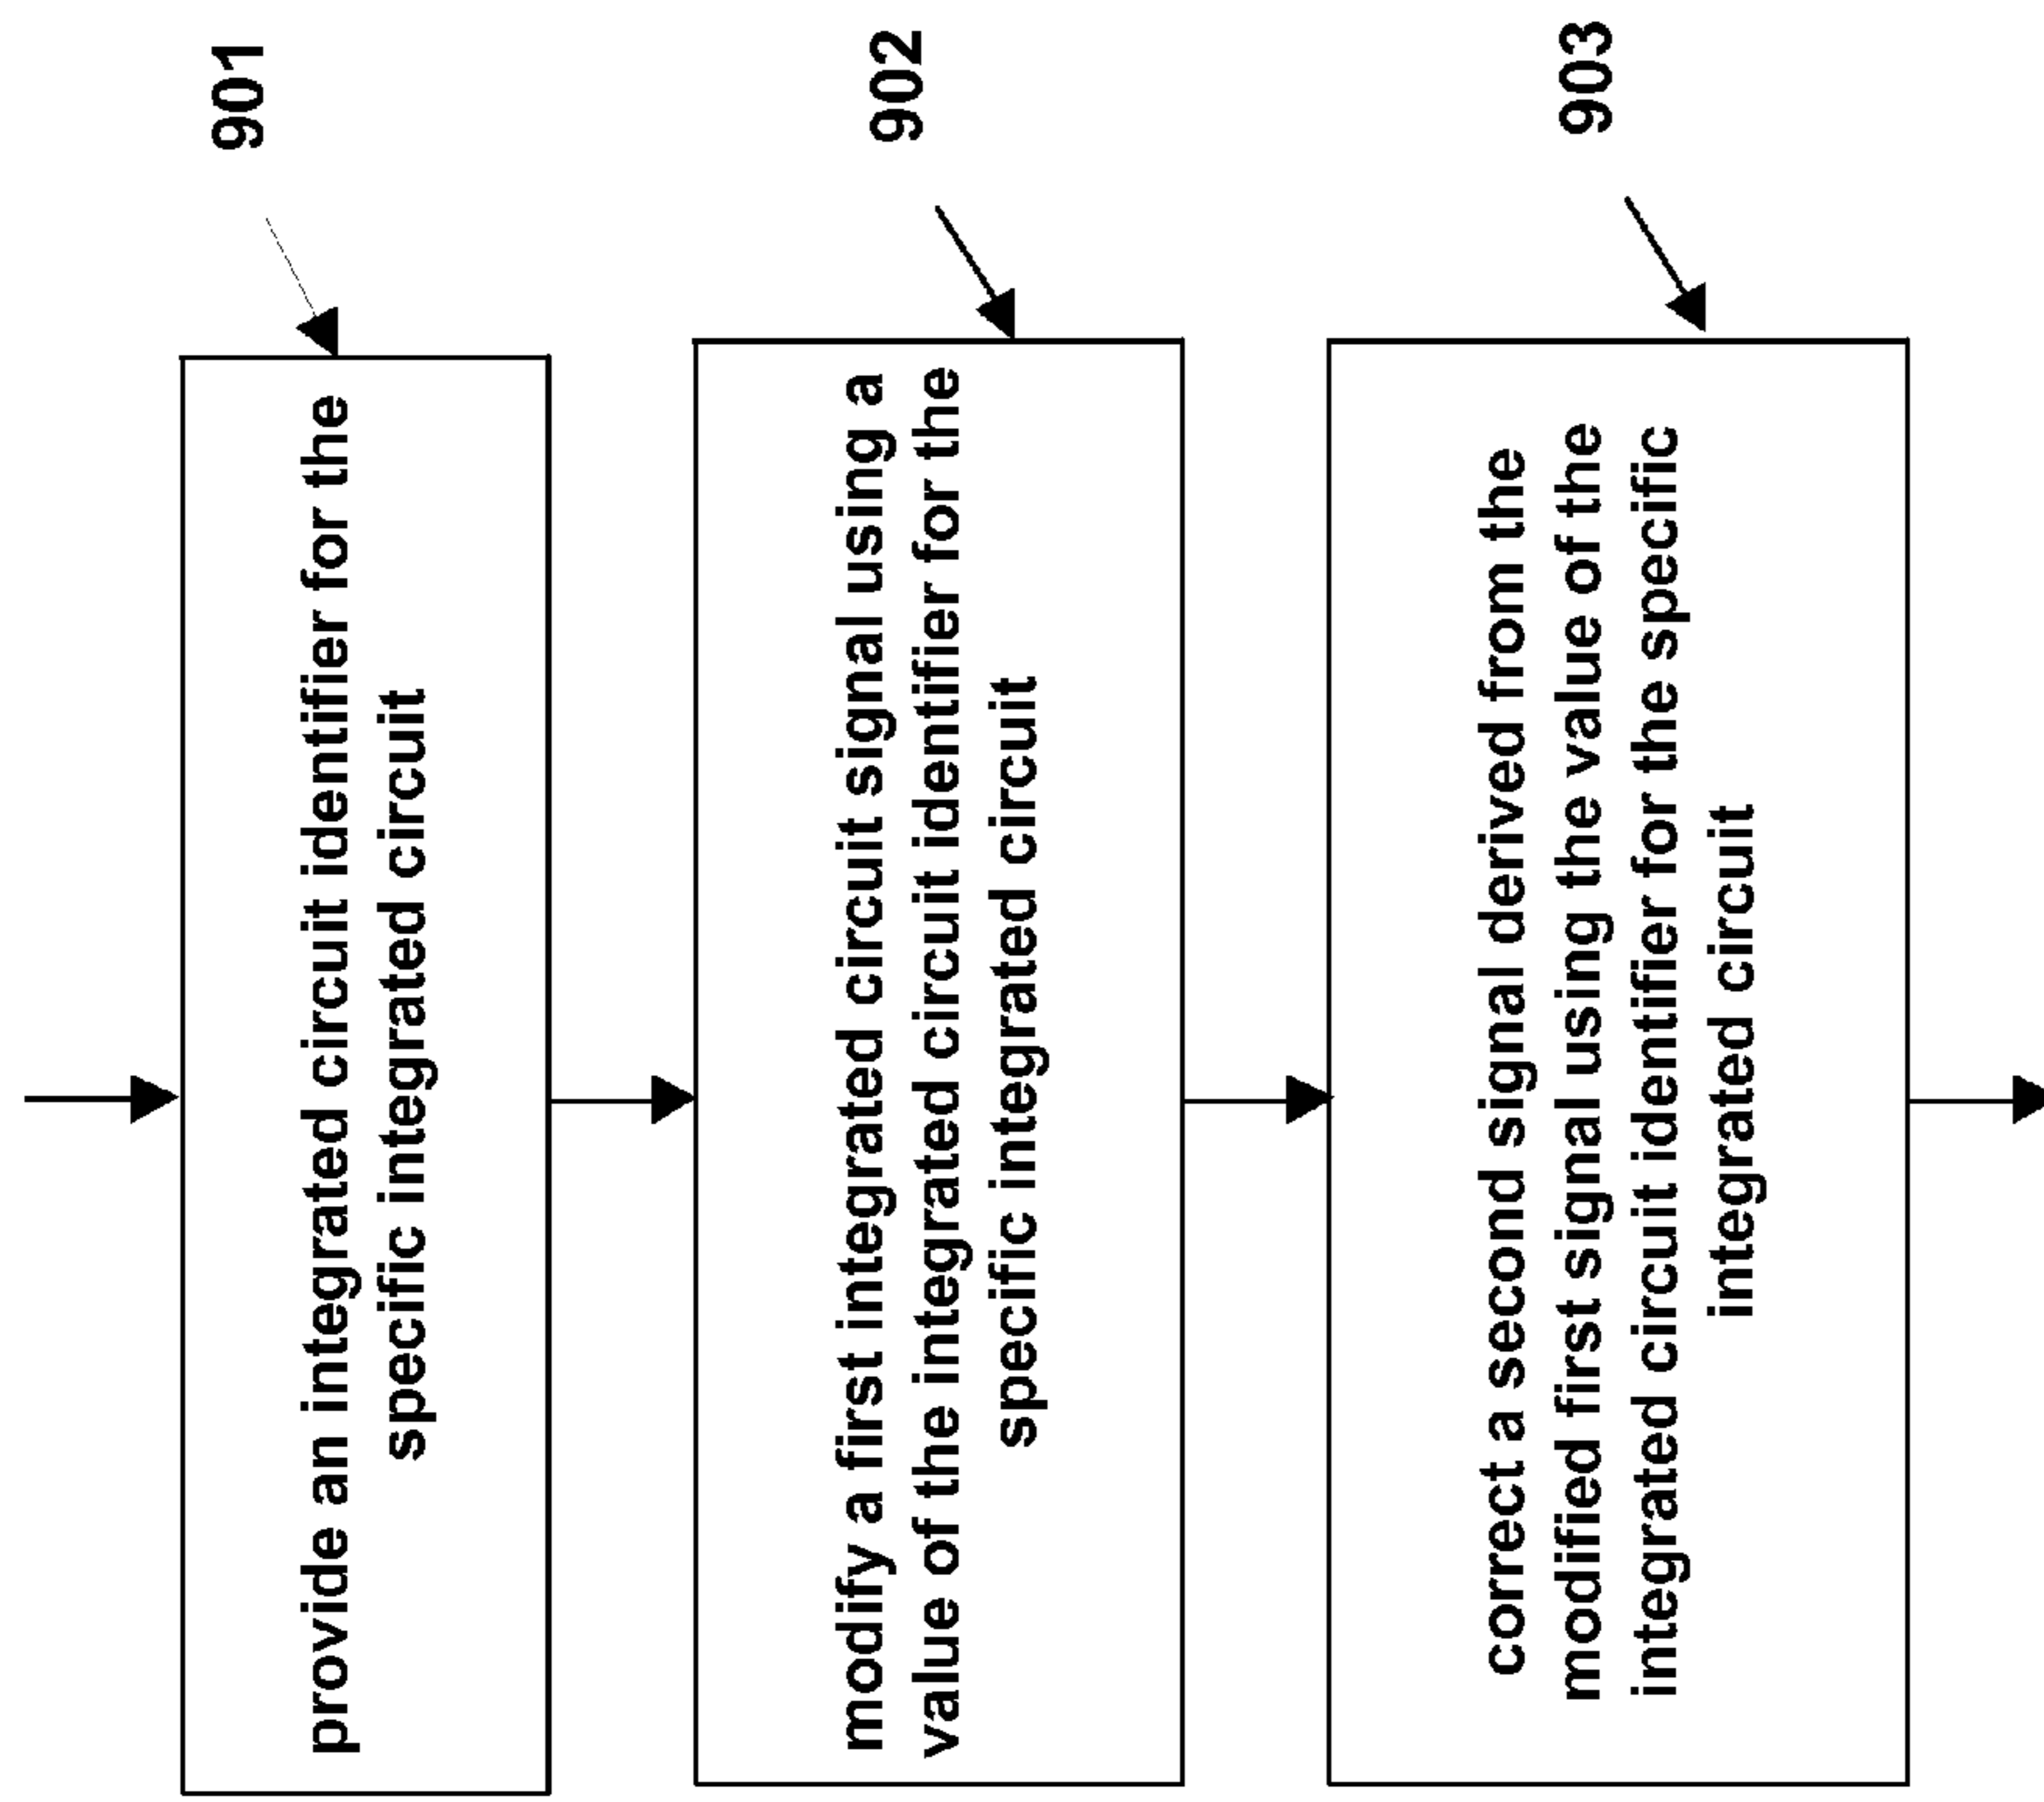 901
provide an integrated circuit identifier for the
specific integrated circuit
902
modify a first integrated circuit signal using a
value of the integrated circuit identifier for the
specific integrated circuit
903
correct a second signal derived from the
modified first signal using the value of the
integrated circuit identifier for the specific
integrated circuit